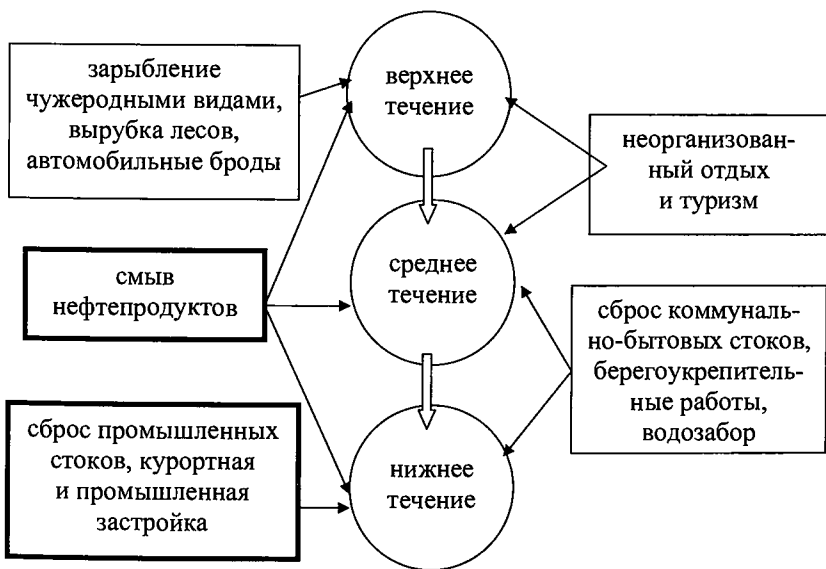 зарыбление
чужеродными видами,
вырубка лесов,
автомобильные броды
верхнее
течение
неорганизован-
ный отдых
и туризм
смыв
нефтепродуктов
среднее
течение
сброс коммуналь-
но-бытовых стоков,
берегоукрепитель-
ные работы,
водозабор
сброс промышленных
стоков, курортная
и промышленная
застройка
нижнее
течение